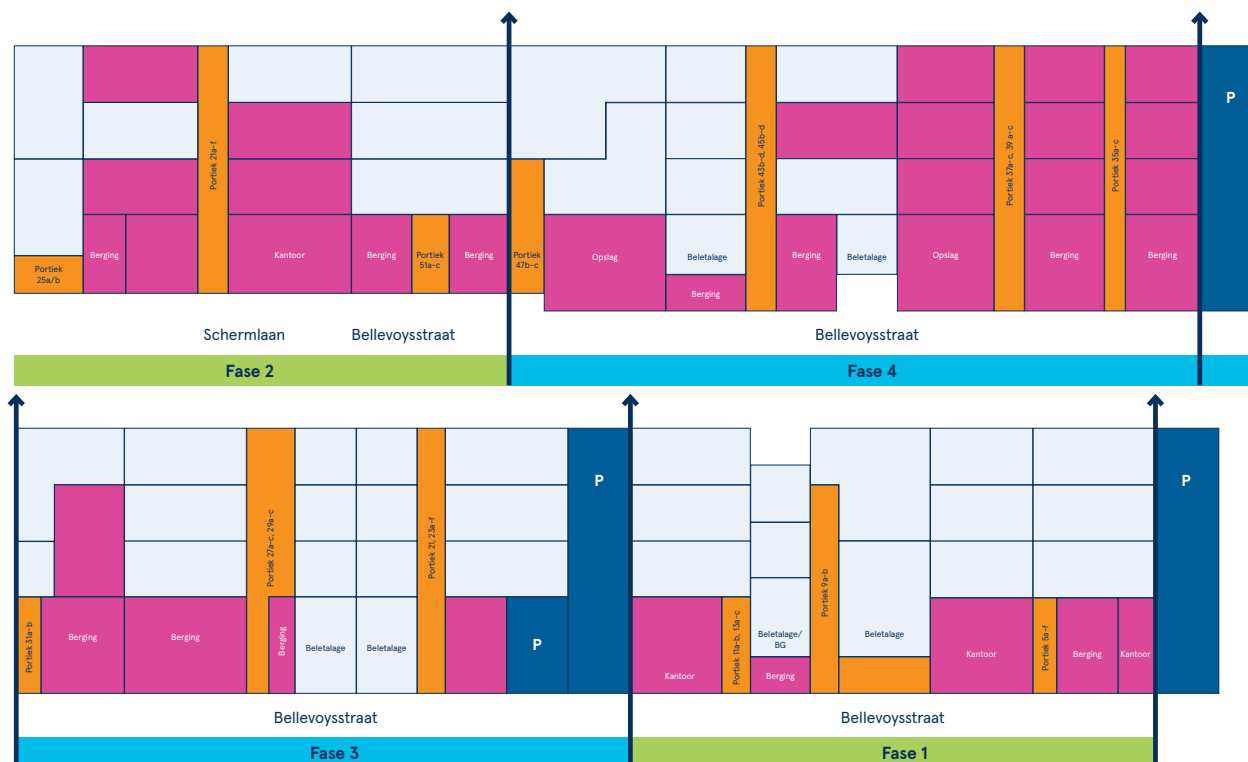 P
Portiek 21a-f
Portiek 43b-d, 45b-d
Portiek 37a-c, 39 a-c
Portiek 35a-c
Portiek
25a/b
Berging
Kantoor
Berging
Portiek
51a-c
Berging
Portiek
47b-c
Opslag
Beletalage
Berging
Berging
Beletalage
Opslag
Berging
Berging
Schermlaan
Bellevoysstraat
Bellevoysstraat
Fase 2
Fase 4
P
P
Portiek 27a-c, 29a-c
Portiek 21, 23a-f
Portiek 9a-b
Portiek 31a-b
Berging
Berging
Berging
Beletalage
Beletalage
P
Kantoor
Portiek 11a-b, 13a-c
Beletalage/
BG
Berging
Beletalage
Kantoor
Portiek 5a-f
Berging
Kantoor
Bellevoysstraat
Bellevoysstraat
Fase 3
Fase 1